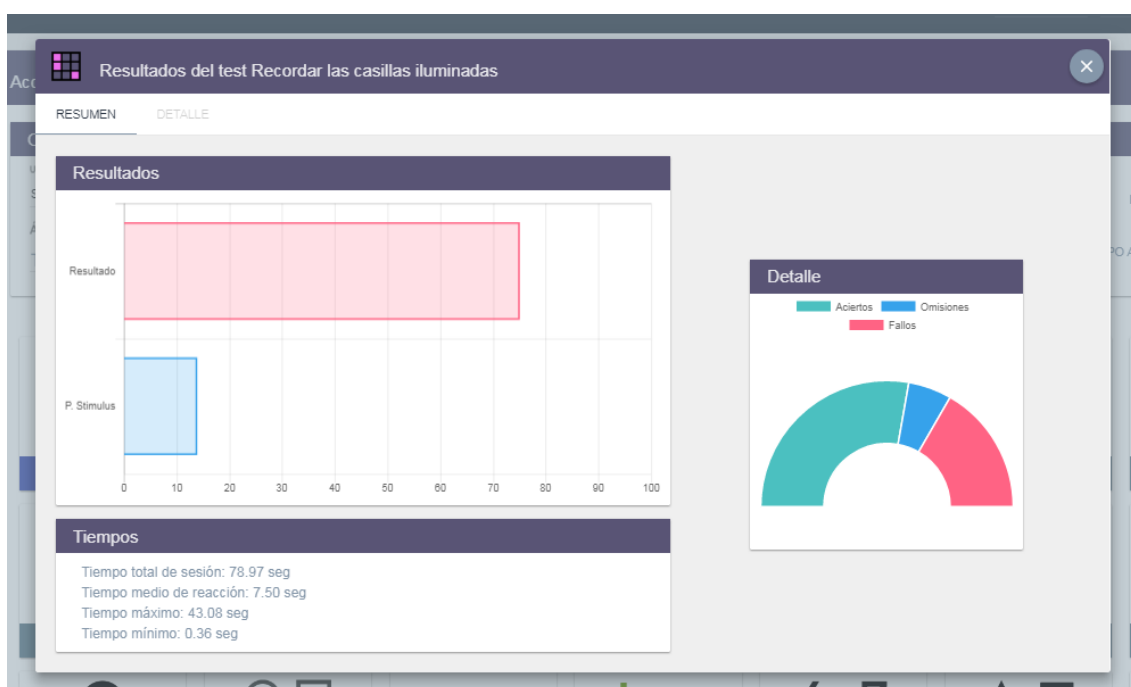 Resultados del test Recordar las casillas iluminadas
RESUMEN DETALLE
Resultados
Resultado
P. Stimulus
0 10 20 30 40 50 60 70 80 90 100
Detalle
Aciertos Omisiones
Fallos
Tiempos
Tiempo total de sesión: 78.97 seg
Tiempo medio de reacción: 7.50 seg
Tiempo máximo: 43.08 seg
Tiempo mínimo: 0.36 seg